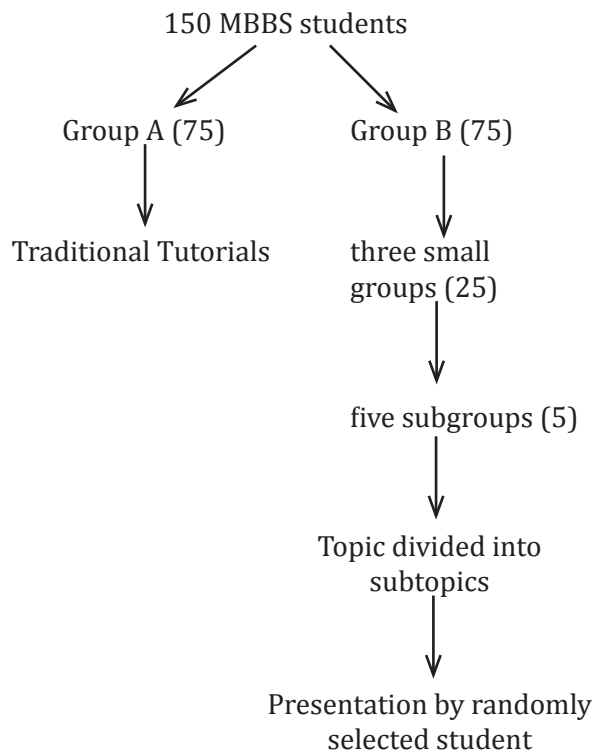 150 MBBS students
Group A (75)
Group B (75)
Traditional Tutorials
three small
groups (25)
five subgroups (5)
Topic divided into
subtopics
Presentation by randomly
selected student